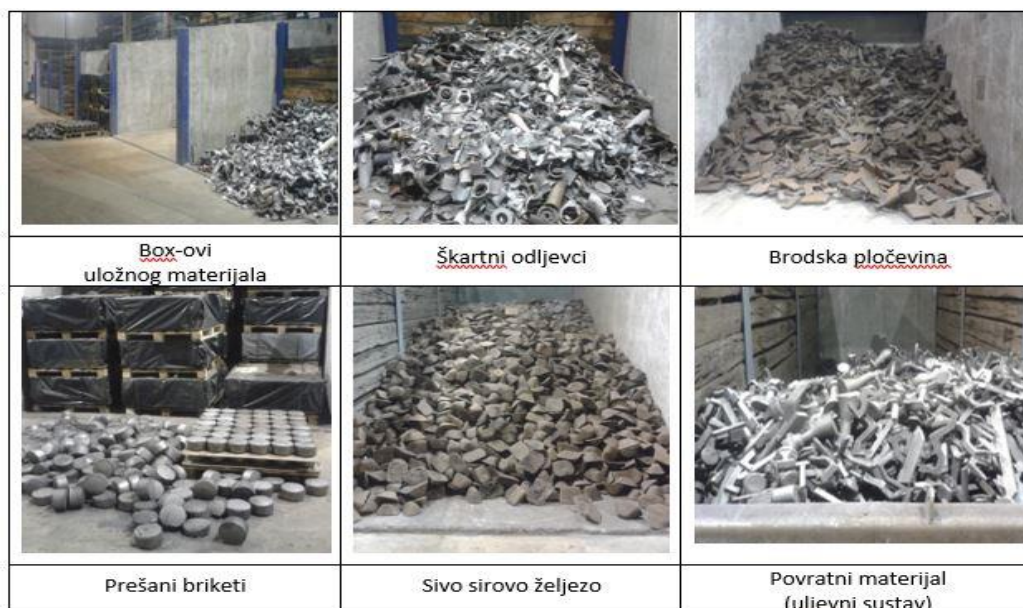 Box-ovi
uložnog materijala
Škartni odljevci
Brodska pločevina
Prešani briketi
Sivo sirovo željezo
Povratni materijal
(uljevni sustav)